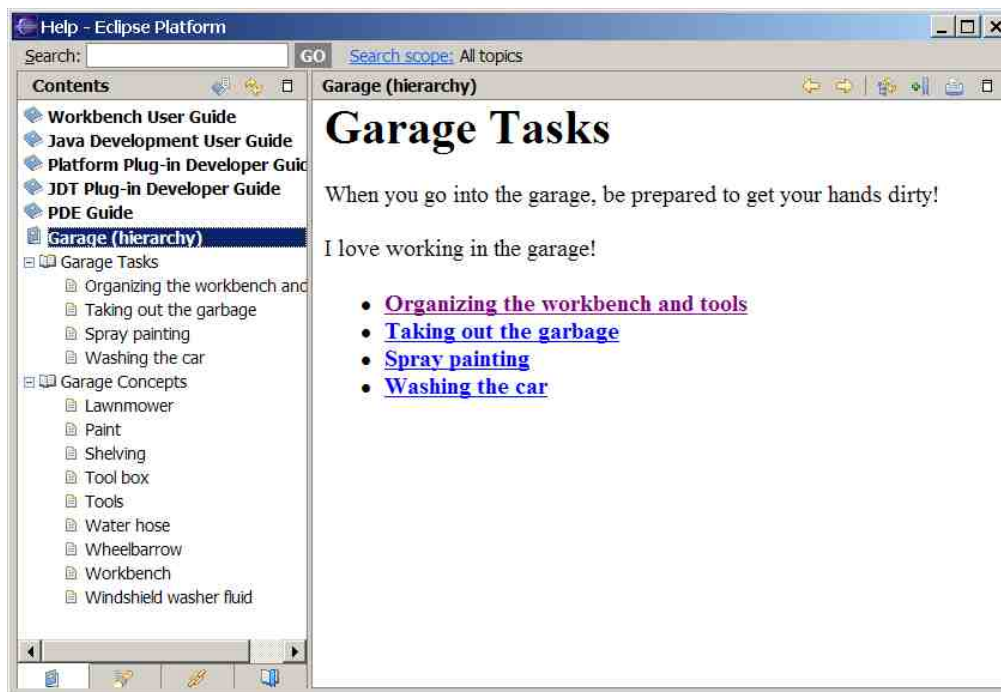 Help - Eclipse Platform
Search: GO Search scope: All topics
Contents
Workbench User Guide
Java Development User Guide
Platform Plug-in Developer Guid
JDT Plug-in Developer Guide
PDE Guide
Garage (hierarchy)
Garage Tasks
Organizing the workbench and
Taking out the garbage
Spray painting
Washing the car
Garage Concepts
Lawnmower
Paint
Shelving
Tool box
Tools
Water hose
Wheelbarrow
Workbench
Windshield washer fluid
Garage (hierarchy)
Garage Tasks
When you go into the garage, be prepared to get your hands dirty!
I love working in the garage!
Organizing the workbench and tools
Taking out the garbage
Spray painting
Washing the car